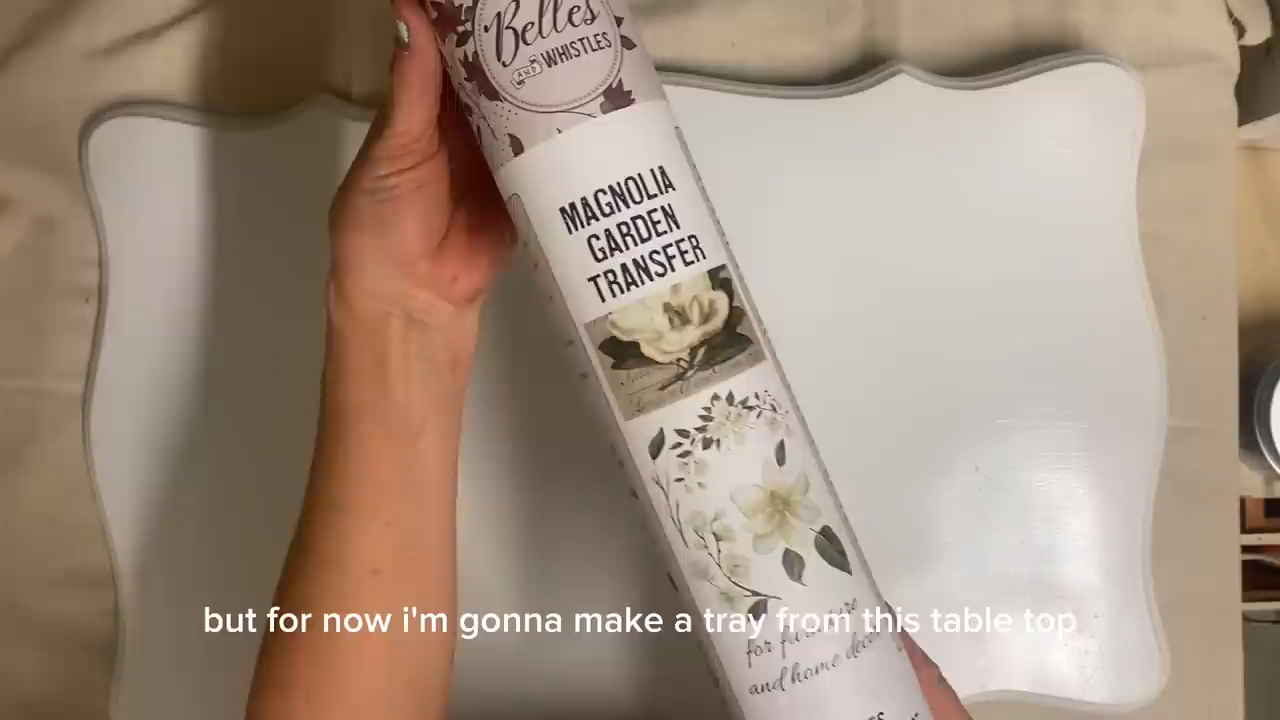 Belles
AND WHISTLES
MAGNOLIA
GARDEN
TRANSFER
but for now i'm gonna make a tray from this table top
for furniture
and home decor